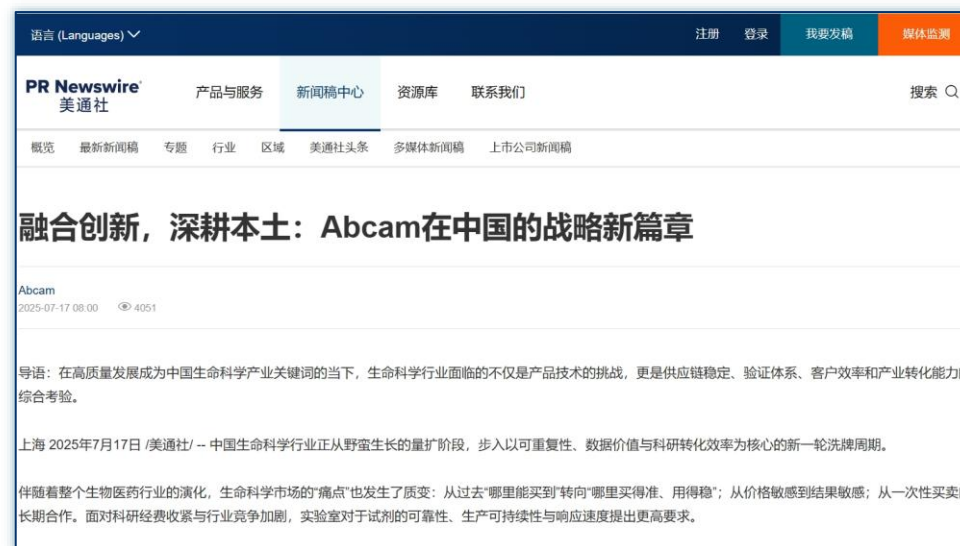 语言 (Languages)
注册 登录 我要发稿 媒体监测
PR Newswire
美通社
产品与服务 新闻稿中心 资源库 联系我们 搜索
概览 最新新闻稿 专题 行业 区域 美通社头条 多媒体新闻稿 上市公司新闻稿
融合创新，深耕本土：Abcam在中国的战略新篇章
Abcam
2025-07-17 08:00 4051
导语：在高质量发展成为中国生命科学产业关键词的当下，生命科学行业面临的不仅是产品技术的挑战，更是供应链稳定、验证体系、客户效率和产业转化能力
综合考验。
上海 2025年7月17日 /美通社/ -- 中国生命科学行业正从野蛮生长的量扩阶段，步入以可重复性、数据价值与科研转化效率为核心的新一轮洗牌周期。
伴随着整个生物医药行业的演化，生命科学市场的“痛点”也发生了质变：从过去“哪里能买到”转向“哪里买得准、用得稳”；从价格敏感到结果敏感；从一次性买卖
长期合作。面对科研经费收紧与行业竞争加剧，实验室对于试剂的可靠性、生产可持续性与响应速度提出更高要求。